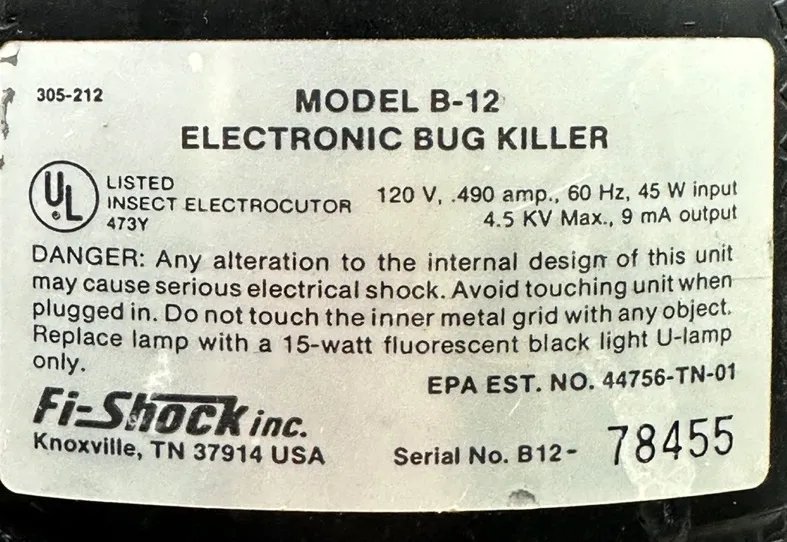 305-212
MODEL B-12
ELECTRONIC BUG KILLER
UL
LISTED
INSECT ELECTROCUTOR
473Y
120 V, .490 amp., 60 Hz, 45 W input
4.5 KV Max., 9 mA output
DANGER: Any alteration to the internal design of this unit
may cause serious electrical shock. Avoid touching unit when
plugged in. Do not touch the inner metal grid with any object.
Replace lamp with a 15-watt fluorescent black light U-lamp
only.
EPA EST. NO. 44756-TN-01
Fi-Shock inc.
Knoxville, TN 37914 USA
Serial No. B12- 78455